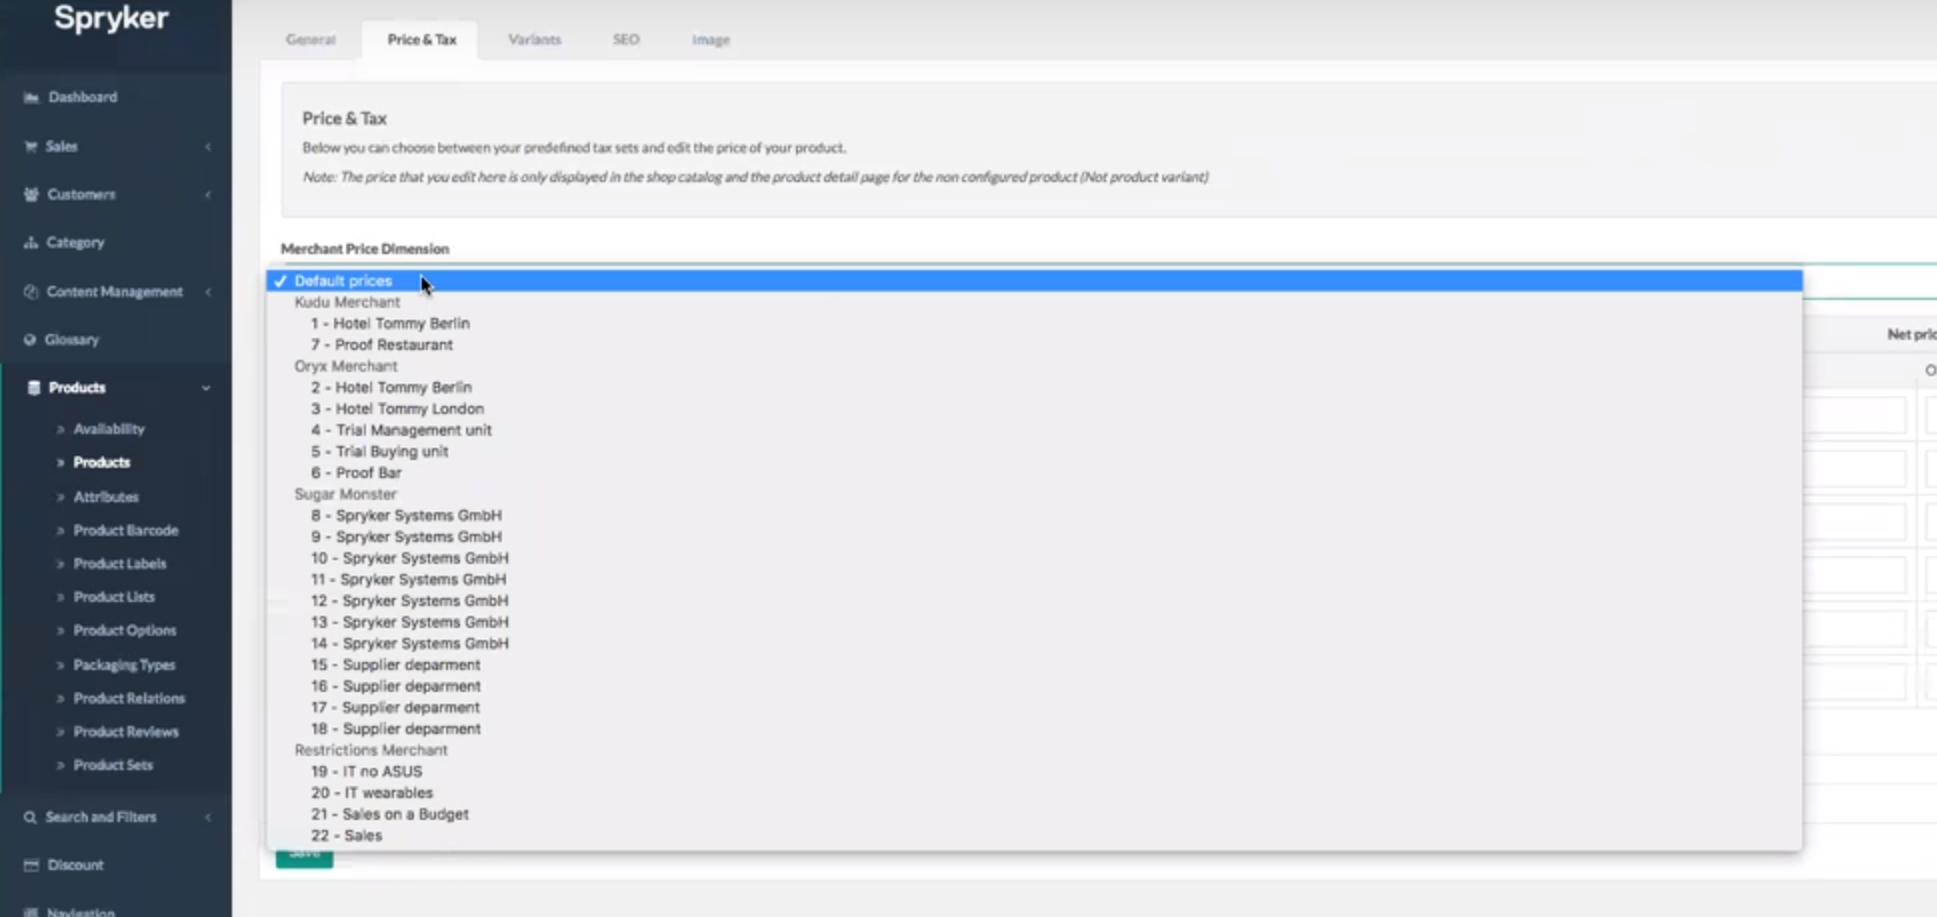 Spryker
General Price & Tax Variants SEO Image
Dashboard
Sales
Customers
Category
Content Management
Glossary
Products
Availability
Products
Attributes
Product Barcode
Product Labels
Product Lists
Product Options
Packaging Types
Product Relations
Product Reviews
Product Sets
Search and Filters
Discount
Navigation
Price & Tax
Below you can choose between your predefined tax sets and edit the price of your product.
Note: The price that you edit here is only displayed in the shop catalog and the product detail page for the non configured product (Not product variant)
Merchant Price Dimension
✓ Default prices
Kudu Merchant
1 - Hotel Tommy Berlin
7 - Proof Restaurant
Oryx Merchant
2 - Hotel Tommy Berlin
3 - Hotel Tommy London
4 - Trial Management unit
5 - Trial Buying unit
6 - Proof Bar
Sugar Monster
8 - Spryker Systems GmbH
9 - Spryker Systems GmbH
10 - Spryker Systems GmbH
11 - Spryker Systems GmbH
12 - Spryker Systems GmbH
13 - Spryker Systems GmbH
14 - Spryker Systems GmbH
15 - Supplier deparment
16 - Supplier deparment
17 - Supplier deparment
18 - Supplier deparment
Restrictions Merchant
19 - IT no ASUS
20 - IT wearables
21 - Sales on a Budget
22 - Sales
Net pric
O
Save